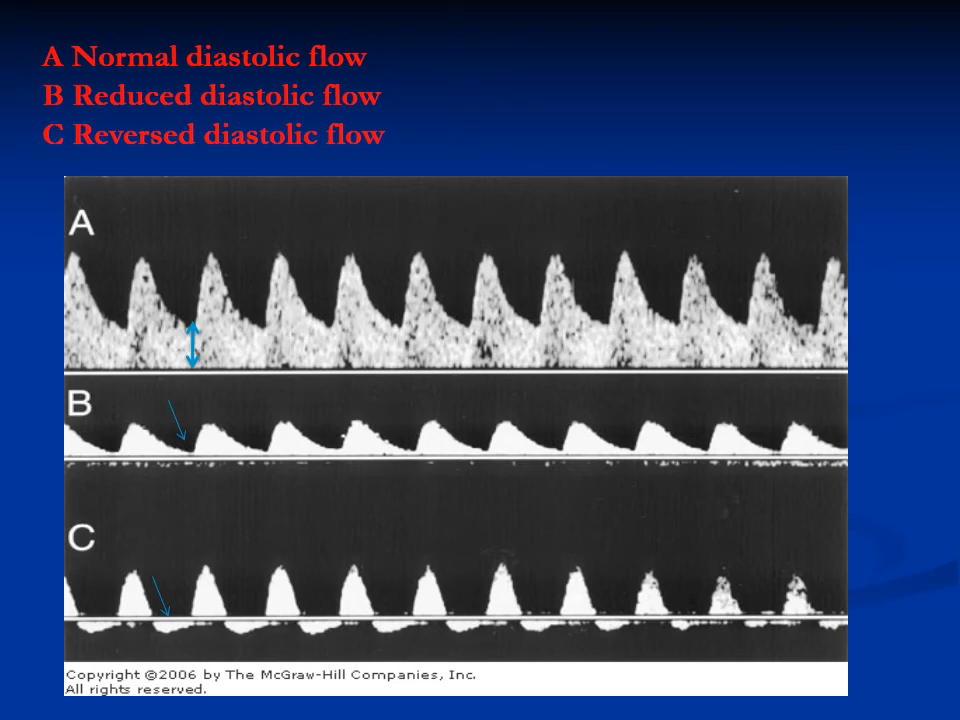 A Normal diastolic flow
B Reduced diastolic flow
C Reversed diastolic flow
A
B
C
Copyright ©2006 by The McGraw-Hill Companies, Inc.
All rights reserved.